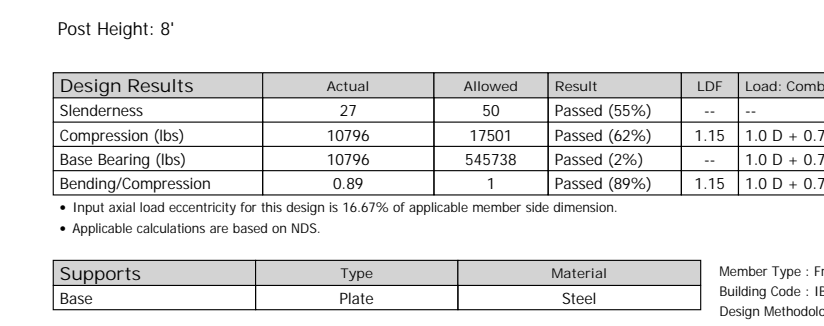 Post Height: 8'
Design Results Actual Allowed Result LDF Load: Comb
Slenderness 27 50 Passed (55%) -- --
Compression (lbs) 10796 17501 Passed (62%) 1.15 1.0 D + 0.7
Base Bearing (lbs) 10796 545738 Passed (2%) -- 1.0 D + 0.7
Bending/Compression 0.89 1 Passed (89%) 1.15 1.0 D + 0.7
• Input axial load eccentricity for this design is 16.67% of applicable member side dimension.
• Applicable calculations are based on NDS.
Supports Type Material
Base Plate Steel
Member Type : Fr
Building Code : IB
Design Methodolo